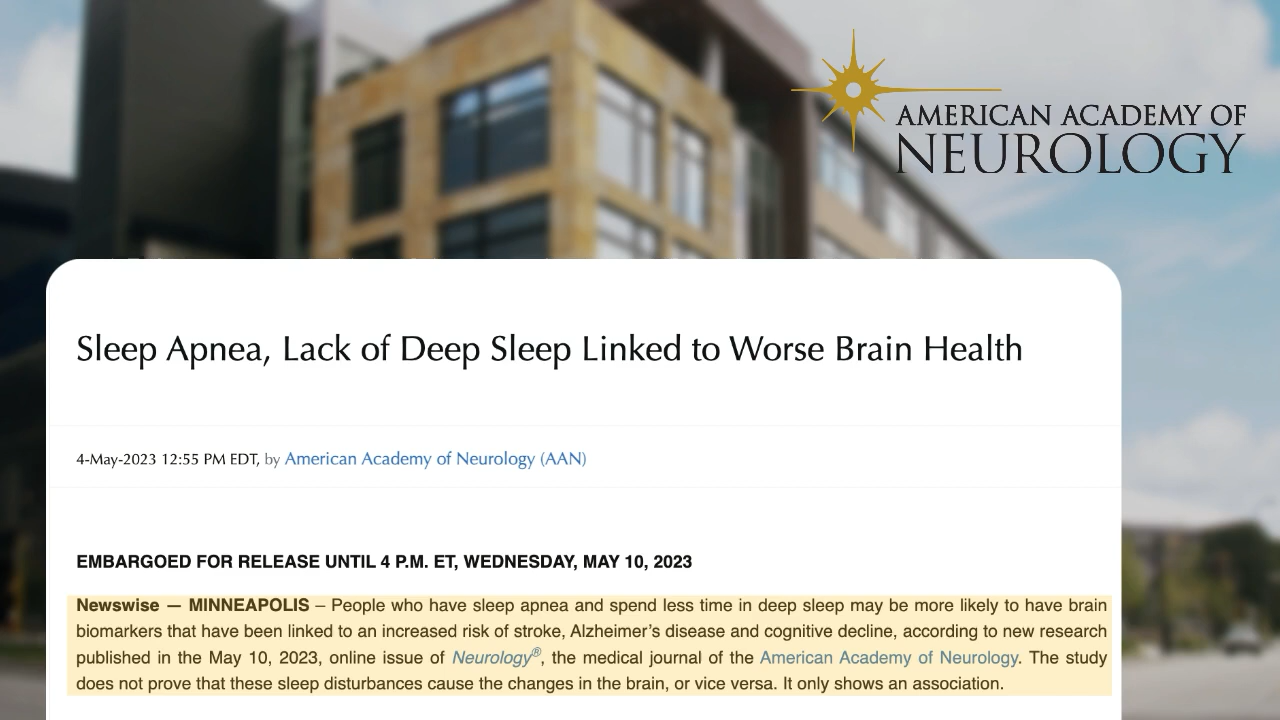 AMERICAN ACADEMY OF
NEUROLOGY
Sleep Apnea, Lack of Deep Sleep Linked to Worse Brain Health
4-May-2023 12:55 PM EDT, by American Academy of Neurology (AAN)
EMBARGOED FOR RELEASE UNTIL 4 P.M. ET, WEDNESDAY, MAY 10, 2023
Newswise — MINNEAPOLIS – People who have sleep apnea and spend less time in deep sleep may be more likely to have brain
biomarkers that have been linked to an increased risk of stroke, Alzheimer’s disease and cognitive decline, according to new research
published in the May 10, 2023, online issue of Neurology®, the medical journal of the American Academy of Neurology. The study
does not prove that these sleep disturbances cause the changes in the brain, or vice versa. It only shows an association.